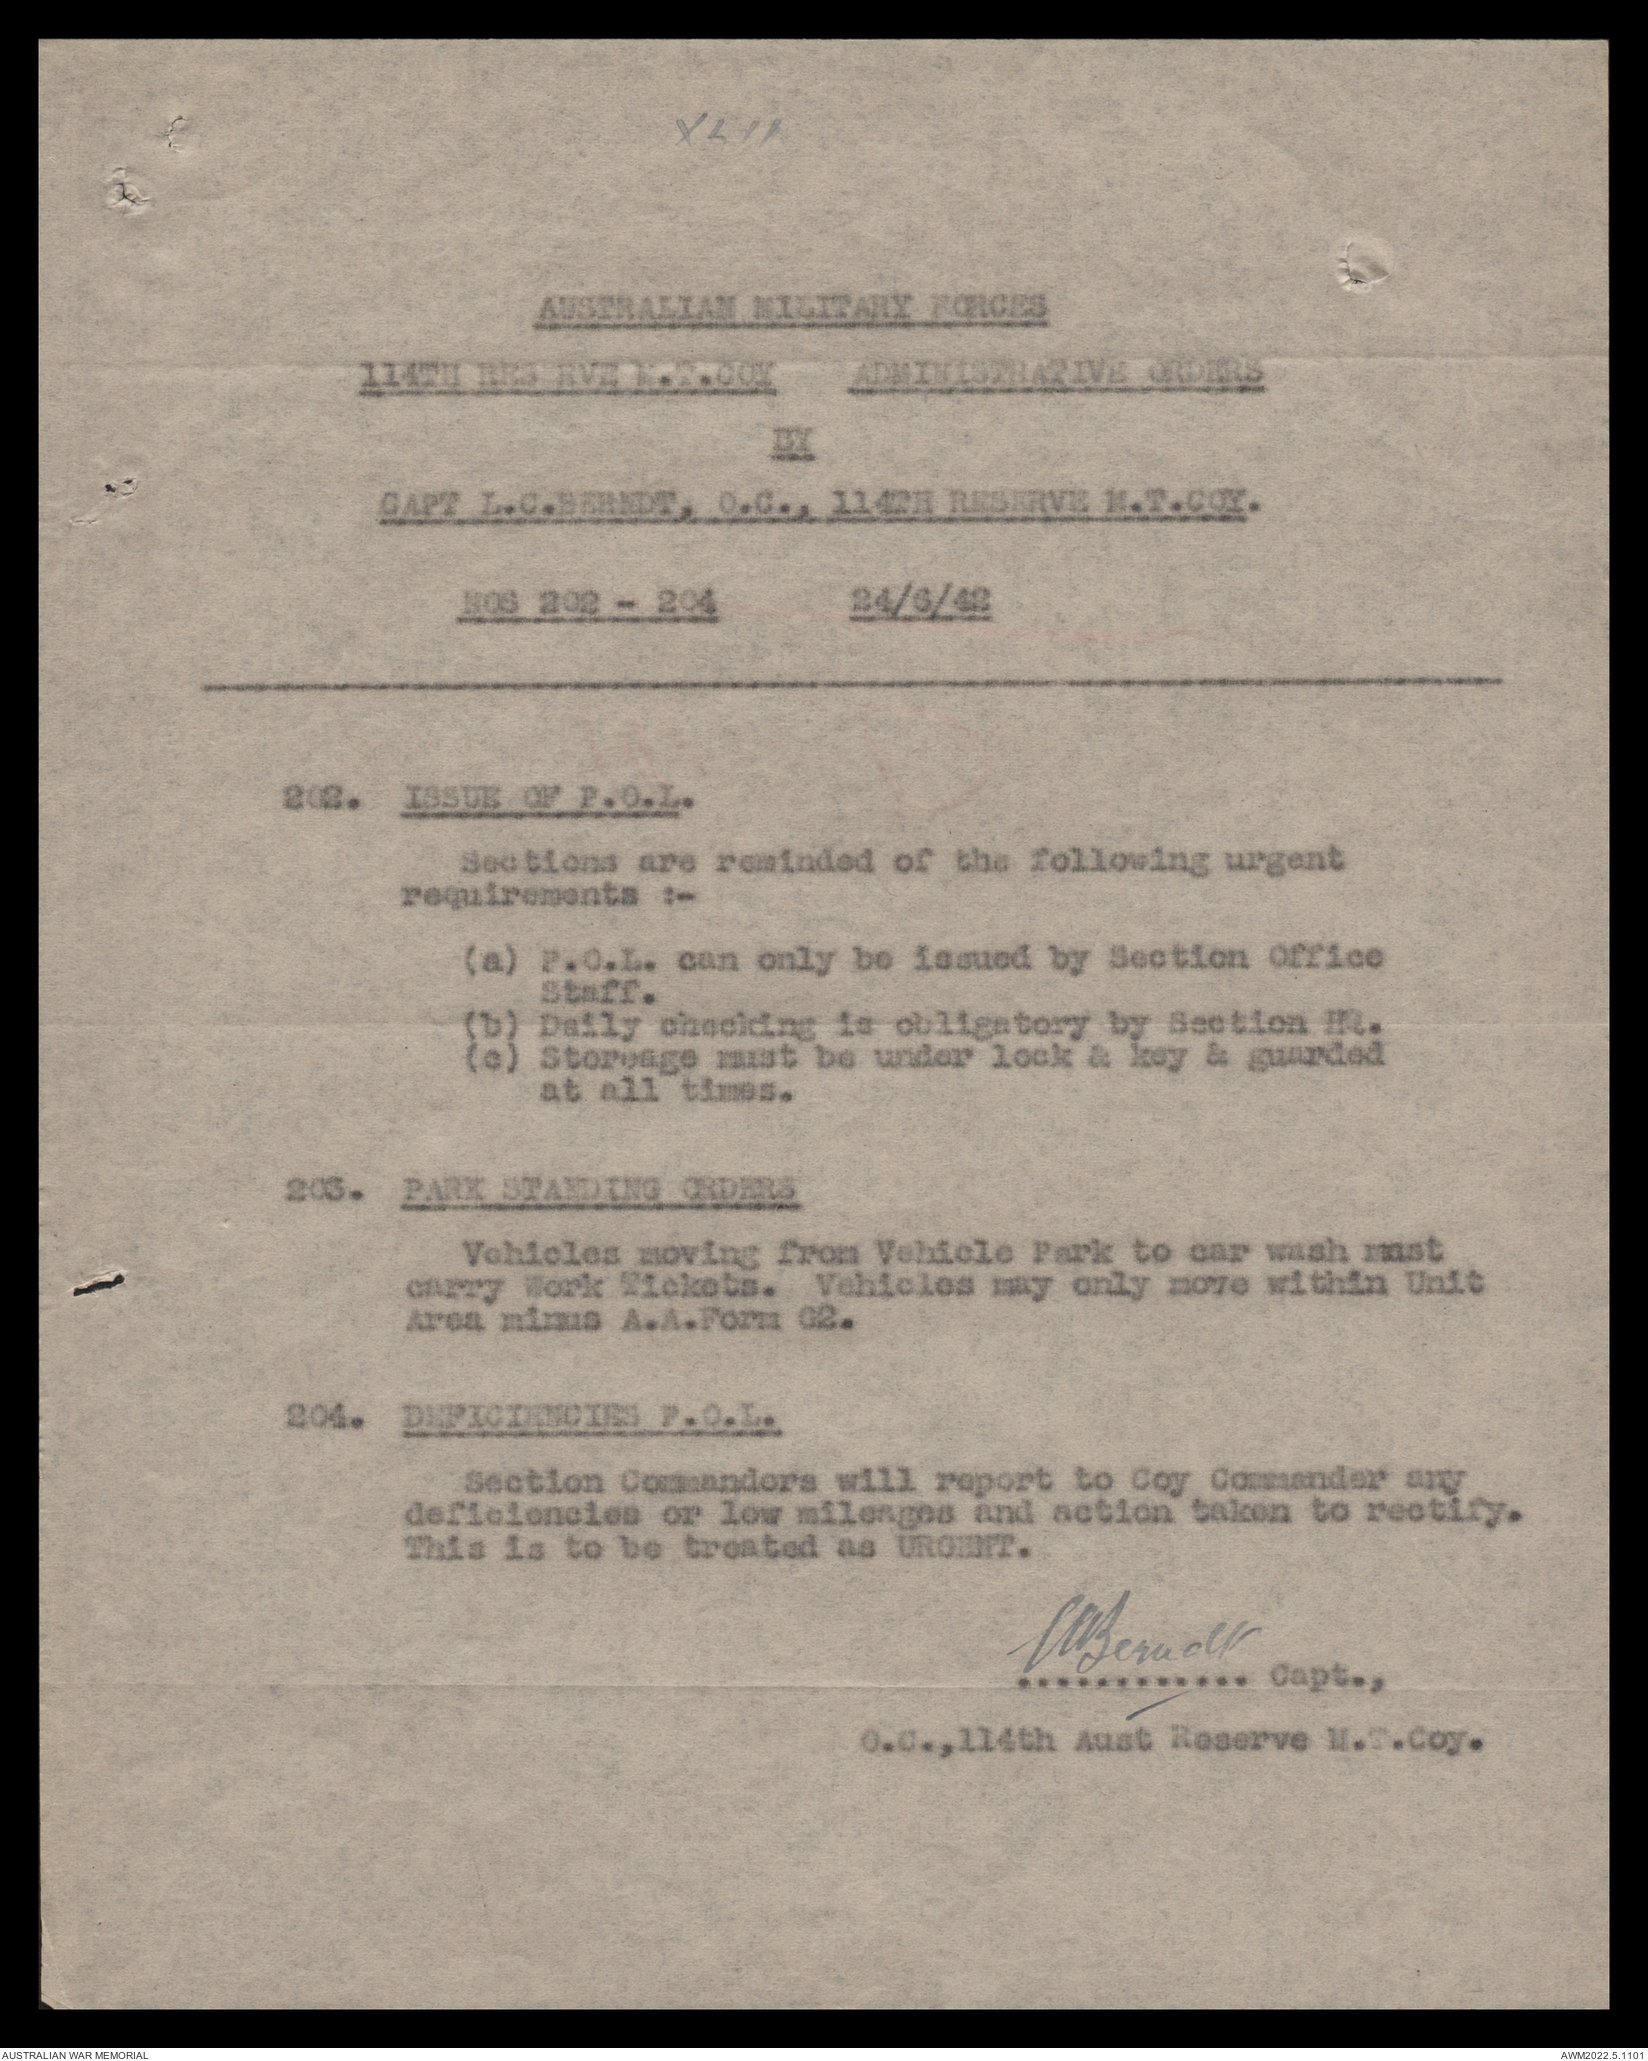 XLII
AUSTRALIAN MILITARY FORCES
114TH RES RVE M.T.COY ADMINISTRATIVE ORDERS
BY
CAPT L.C.BERNDT, O.C., 114TH RESERVE M.T.COY.
NOS 202 - 204 24/6/42
202. ISSUE OF P.O.L.
Sections are reminded of the following urgent
requirements :-
(a) P.O.L. can only be issued by Section Office
Staff.
(b) Daily checking is obligatory by Section HQ.
(c) Storeage must be under lock & key & guarded
at all times.
203. PARK STANDING ORDERS
Vehicles moving from Vehicle Park to car wash must
carry Work Tickets. Vehicles may only move within Unit
Area minus A.A.Form G2.
204. DEFICIENCIES P.O.L.
Section Commanders will report to Coy Commander any
deficiencies or low mileages and action taken to rectify.
This is to be treated as URGENT.
LCBerndt
............ Capt.,
O.C.,114th Aust Reserve M.T.Coy.
AUSTRALIAN WAR MEMORIAL AWM2022.5.1101